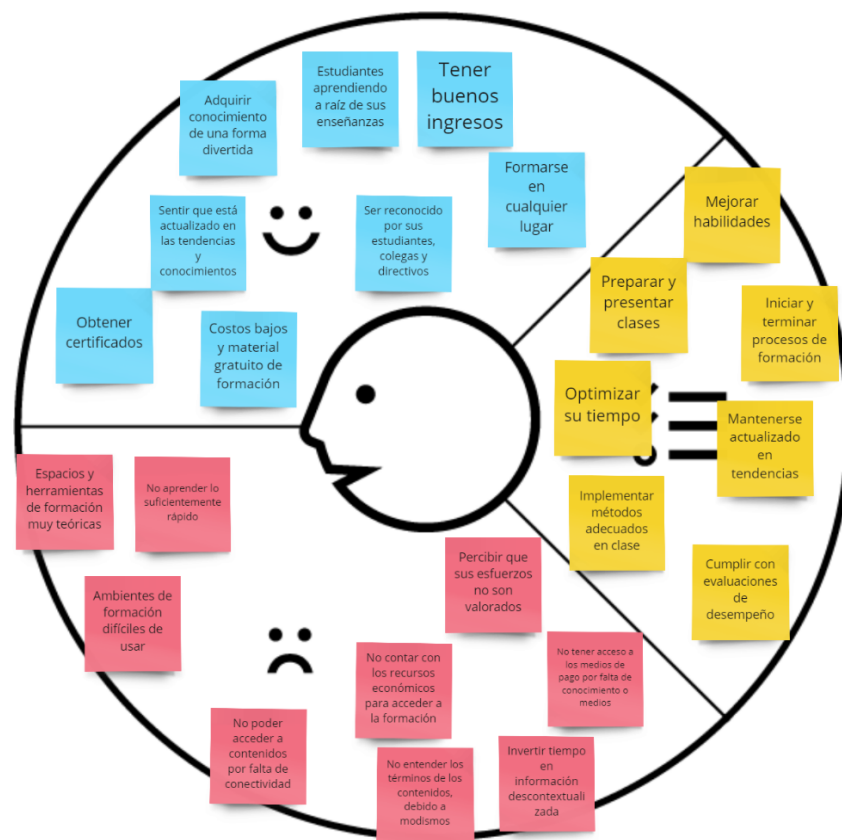 Adquirir
conocimiento
de una forma
divertida
Estudiantes
aprendiendo
a raíz de sus
enseñanzas
Tener
buenos
ingresos
Formarse
en
cualquier
lugar
Sentir que está
actualizado en
las tendencias
y
conocimientos
Ser reconocido
por sus
estudiantes,
colegas y
directivos
Obtener
certificados
Costos bajos
y material
gratuito de
formación
Mejorar
habilidades
Preparar y
presentar
clases
Iniciar y
terminar
procesos de
formación
Optimizar
su tiempo
Mantenerse
actualizado
en
tendencias
Implementar
métodos
adecuados
en clase
Cumplir con
evaluaciones
de
desempeño
Espacios y
herramientas
de formación
muy teóricas
No aprender lo
suficientemente
rápido
Ambientes de
formación
difíciles de
usar
Percibir que
sus esfuerzos
no son
valorados
No contar con
los recursos
económicos
para acceder a
la formación
No tener acceso a
los medios de
pago por falta de
conocimiento o
medios
No poder
acceder a
contenidos
por falta de
conectividad
No entender los
términos de los
contenidos,
debido a
modismos
Invertir tiempo
en
información
descontextuali
zada